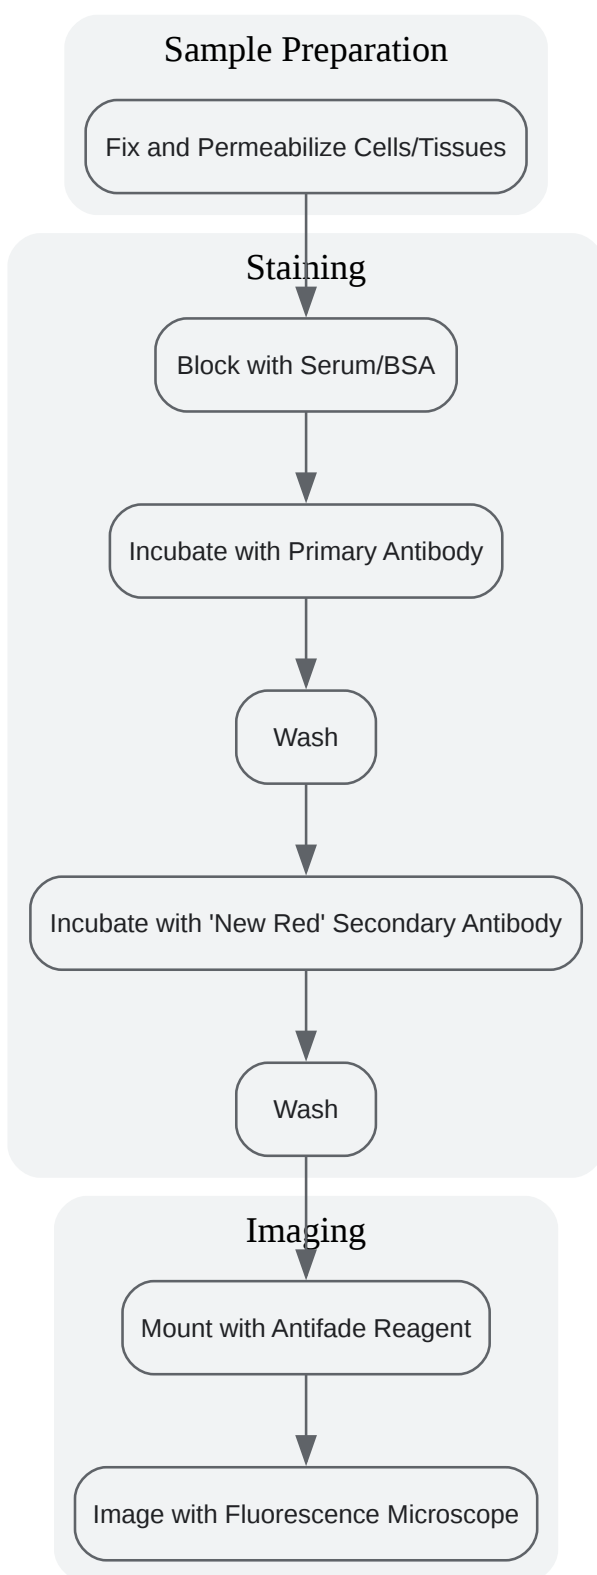 Sample Preparation
Fix and Permeabilize Cells/Tissues
Staining
Block with Serum/BSA
Incubate with Primary Antibody
Wash
Incubate with 'New Red' Secondary Antibody
Wash
Imaging
Mount with Antifade Reagent
Image with Fluorescence Microscope